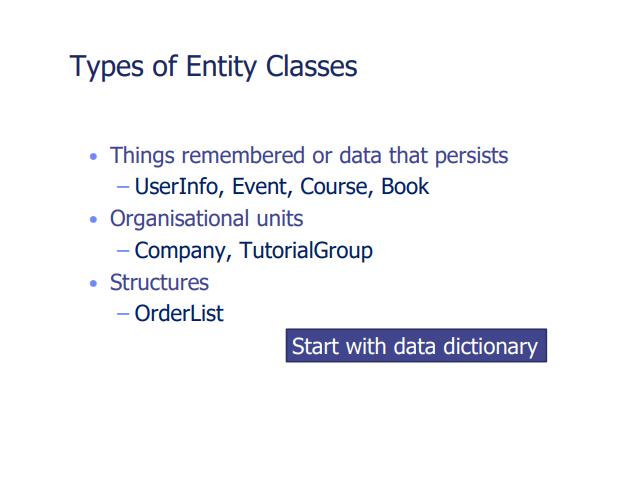 Types of Entity Classes
• Things remembered or data that persists
– UserInfo, Event, Course, Book
• Organisational units
– Company, TutorialGroup
• Structures
– OrderList
Start with data dictionary